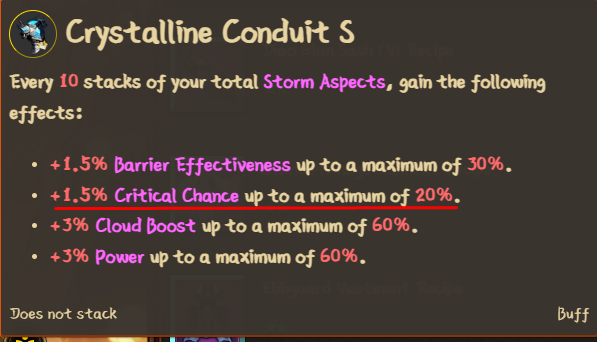 Crystalline Conduit S
Every 10 stacks of your total Storm Aspects, gain the following
effects:
• +1.5% Barrier Effectiveness up to a maximum of 30%.
• +1.5% Critical Chance up to a maximum of 20%.
• +3% Cloud Boost up to a maximum of 60%.
• +3% Power up to a maximum of 60%.
Does not stack Buff